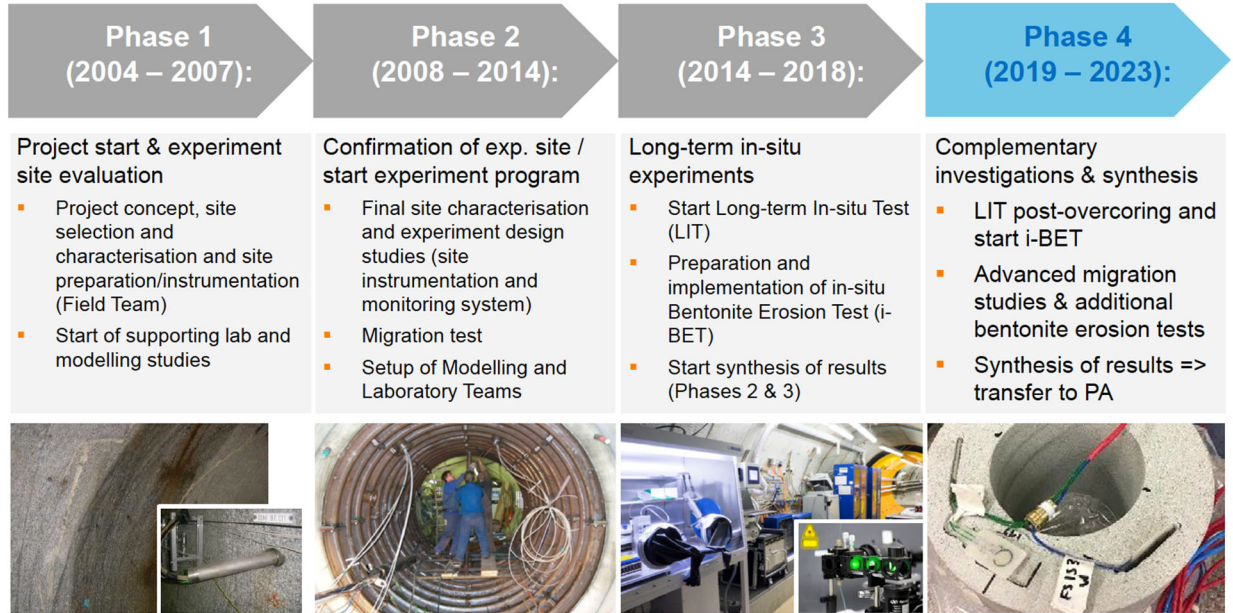 Phase 1
(2004 – 2007):
Phase 2
(2008 – 2014):
Phase 3
(2014 – 2018):
Phase 4
(2019 – 2023):
Project start & experiment
site evaluation
Project concept, site
selection and
characterisation and site
preparation/instrumentation
(Field Team)
Start of supporting lab and
modelling studies
Confirmation of exp. site /
start experiment program
Final site characterisation
and experiment design
studies (site
instrumentation and
monitoring system)
Migration test
Setup of Modelling and
Laboratory Teams
Long-term in-situ
experiments
Start Long-term In-situ Test
(LIT)
Preparation and
implementation of in-situ
Bentonite Erosion Test (i-
BET)
Start synthesis of results
(Phases 2 & 3)
Complementary
investigations & synthesis
LIT post-overcoring and
start i-BET
Advanced migration
studies & additional
bentonite erosion tests
Synthesis of results =>
transfer to PA